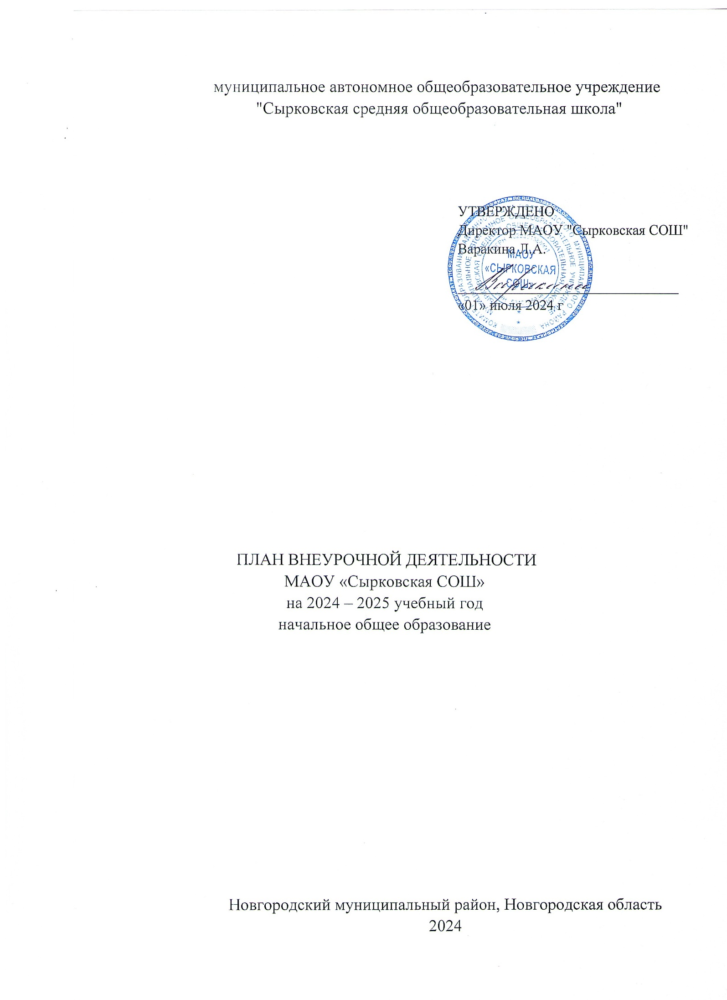 муниципальное автономное общеобразовательное учреждение
"Сырковская средняя общеобразовательная школа"
УТВЕРЖДЕНО
Директор МАОУ "Сырковская СОШ"
Варакина Л.А.
МАОУ
«СЫРКОВСКАЯ
СОШ»
«01» июля 2024 г
ПЛАН ВНЕУРОЧНОЙ ДЕЯТЕЛЬНОСТИ
МАОУ «Сырковская СОШ»
на 2024 – 2025 учебный год
начальное общее образование
Новгородский муниципальный район, Новгородская область
2024